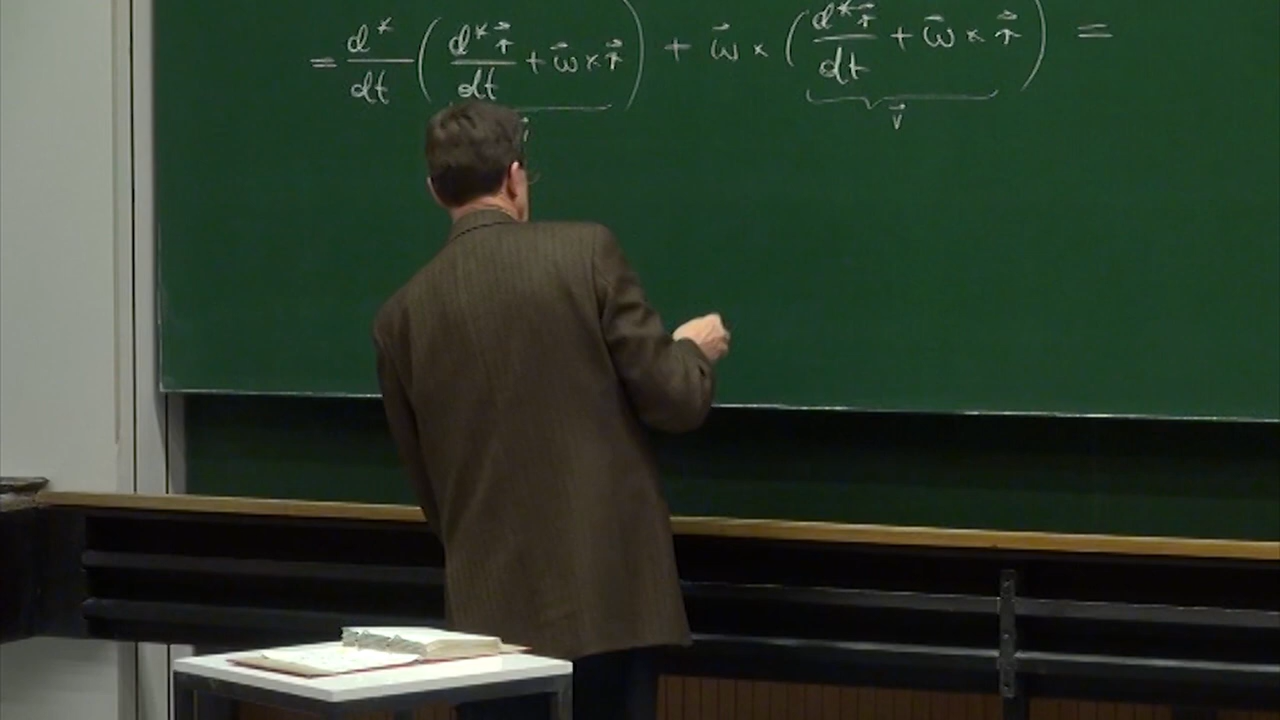 = d*/dt ( d*r⃗/dt + ω⃗ × r⃗ ) + ω⃗ × ( d*r⃗/dt + ω⃗ × r⃗ ) =
v⃗ v⃗